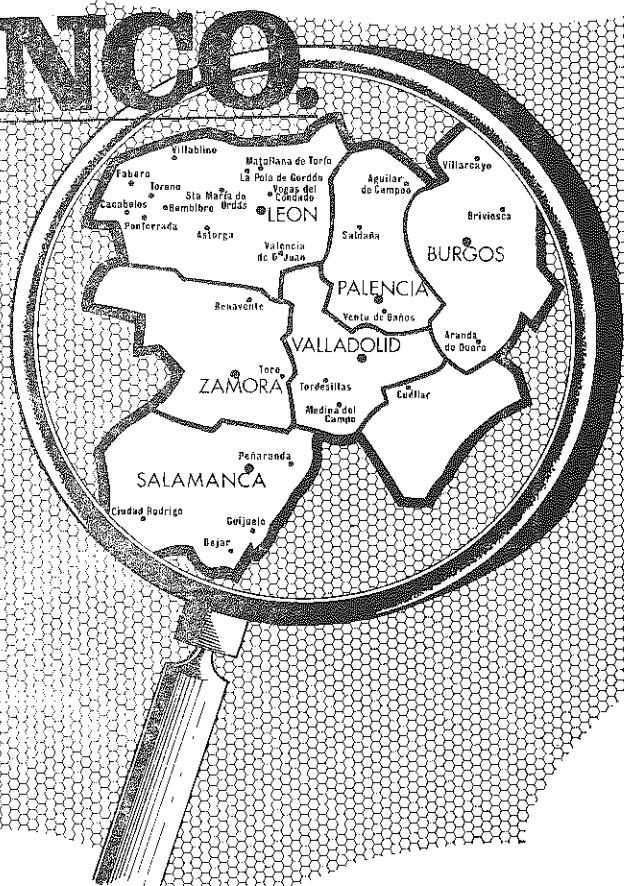 NCO.
Villablino
Matallana de Torío
Fabero
La Pola de Gordón
Toreno
Sta María de
Ordás
Vegas del
Condado
Cacabelos
Bembibre
LEON
Ponferrada
Astorga
Valencia
de D. Juan
Aguilar
de Campoo
Saldaña
PALENCIA
Venta de Baños
Villarcayo
Briviesca
BURGOS
Aranda
de Duero
Benavente
ZAMORA
Toro
VALLADOLID
Tordesillas
Medina del
Campo
Cuéllar
SALAMANCA
Peñaranda
Ciudad Rodrigo
Guijuelo
Bejar